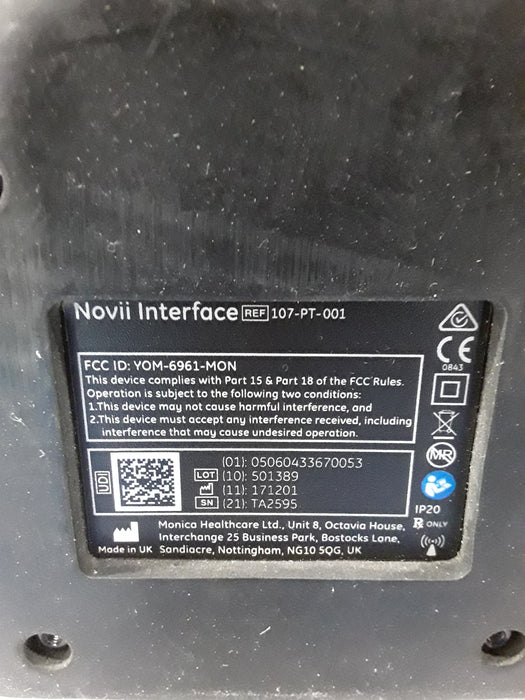 Novii Interface REF 107-PT-001
FCC ID: YOM-6961-MON
This device complies with Part 15 & Part 18 of the FCC Rules.
Operation is subject to the following two conditions:
1.This device may not cause harmful interference, and
2.This device must accept any interference received, including
interference that may cause undesired operation.
CE
0843
MR
UDI
(01): 05060433670053
LOT (10): 501389
(11): 171201
SN (21): TA2595
IP20
Rx ONLY
Made in UK
Monica Healthcare Ltd., Unit 8, Octavia House,
Interchange 25 Business Park, Bostocks Lane,
Sandiacre, Nottingham, NG10 5QG, UK